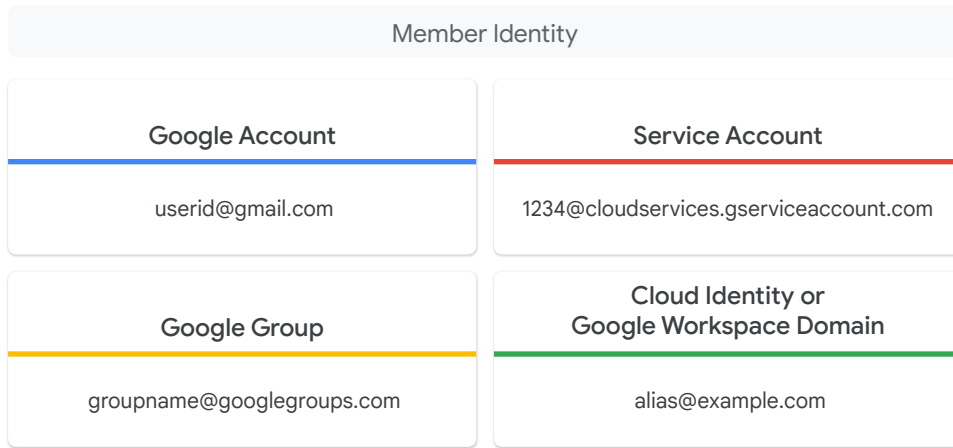 Member Identity
Google Account
userid@gmail.com
Service Account
1234@cloudservices.gserviceaccount.com
Google Group
groupname@googlegroups.com
Cloud Identity or
Google Workspace Domain
alias@example.com